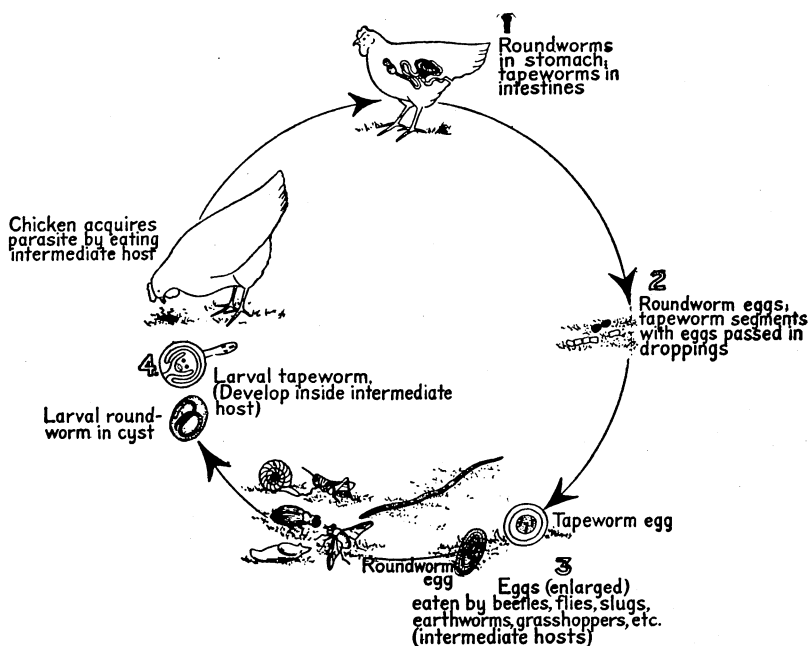 1
Roundworms
in stomach;
tapeworms in
intestines
Chicken acquires
parasite by eating
intermediate host
2
Roundworm eggs,
tapeworm segments
with eggs passed in
droppings
4.
Larval tapeworm.
(Develop inside intermediate
host)
Larval round-
worm in cyst
Tapeworm egg
Roundworm
egg
3
Eggs (enlarged)
eaten by beetles, flies, slugs,
earthworms, grasshoppers, etc.
(intermediate hosts)